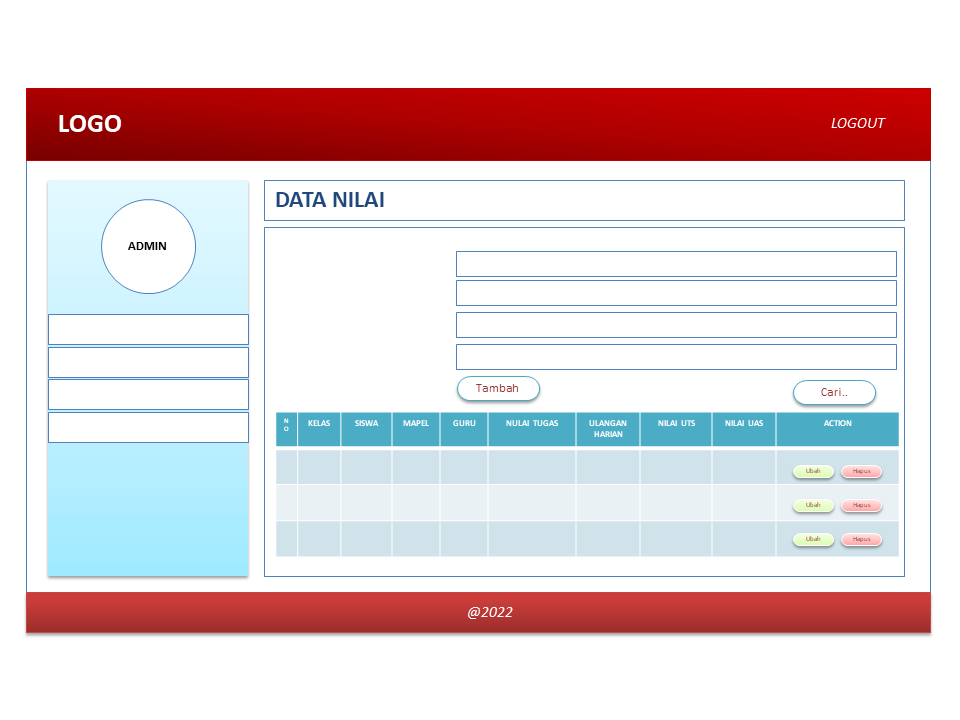 LOGO
LOGOUT
DATA NILAI
ADMIN
Tambah
Cari..
N
O
KELAS
SISWA
MAPEL
GURU
NULAI TUGAS
ULANGAN
HARIAN
NILAI UTS
NILAI UAS
ACTION
Ubah
Hapus
Ubah
Hapus
Ubah
Hapus
@2022